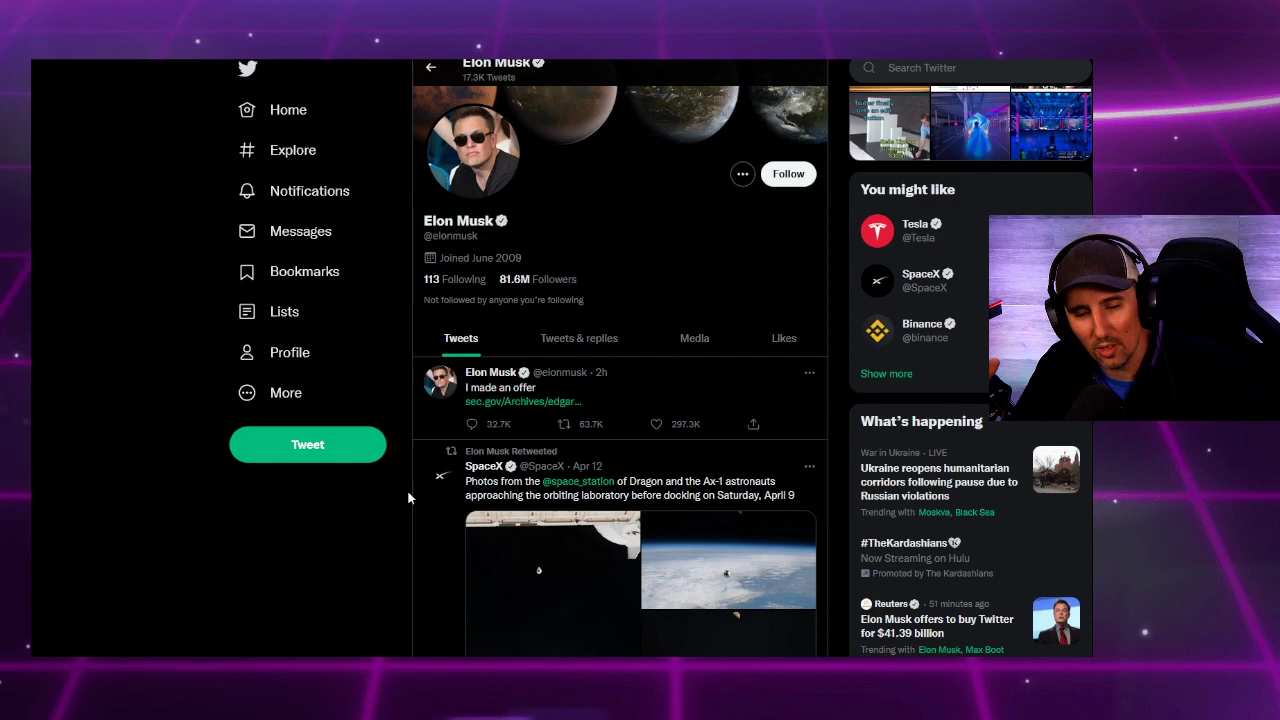 Home
Explore
Notifications
Messages
Bookmarks
Lists
Profile
More
Tweet
Elon Musk
17.3K Tweets
Follow
Elon Musk
@elonmusk
Joined June 2009
113 Following 81.6M Followers
Not followed by anyone you're following
Tweets Tweets & replies Media Likes
Elon Musk @elonmusk · 2h
I made an offer
sec.gov/Archives/edgar...
32.7K 63.7K 297.3K
Elon Musk Retweeted
SpaceX @SpaceX · Apr 12
Photos from the @space_station of Dragon and the Ax-1 astronauts
approaching the orbiting laboratory before docking on Saturday, April 9
Search Twitter
Twitter finally
button
You might like
Tesla
@Tesla
SpaceX
@SpaceX
Binance
@binance
Show more
What's happening
War in Ukraine · LIVE
Ukraine reopens humanitarian
corridors following pause due to
Russian violations
Trending with Moskva, Black Sea
#TheKardashians
Now Streaming on Hulu
Promoted by The Kardashians
Reuters · 51 minutes ago
Elon Musk offers to buy Twitter
for $41.39 billion
Trending with Elon Musk, Max Boot